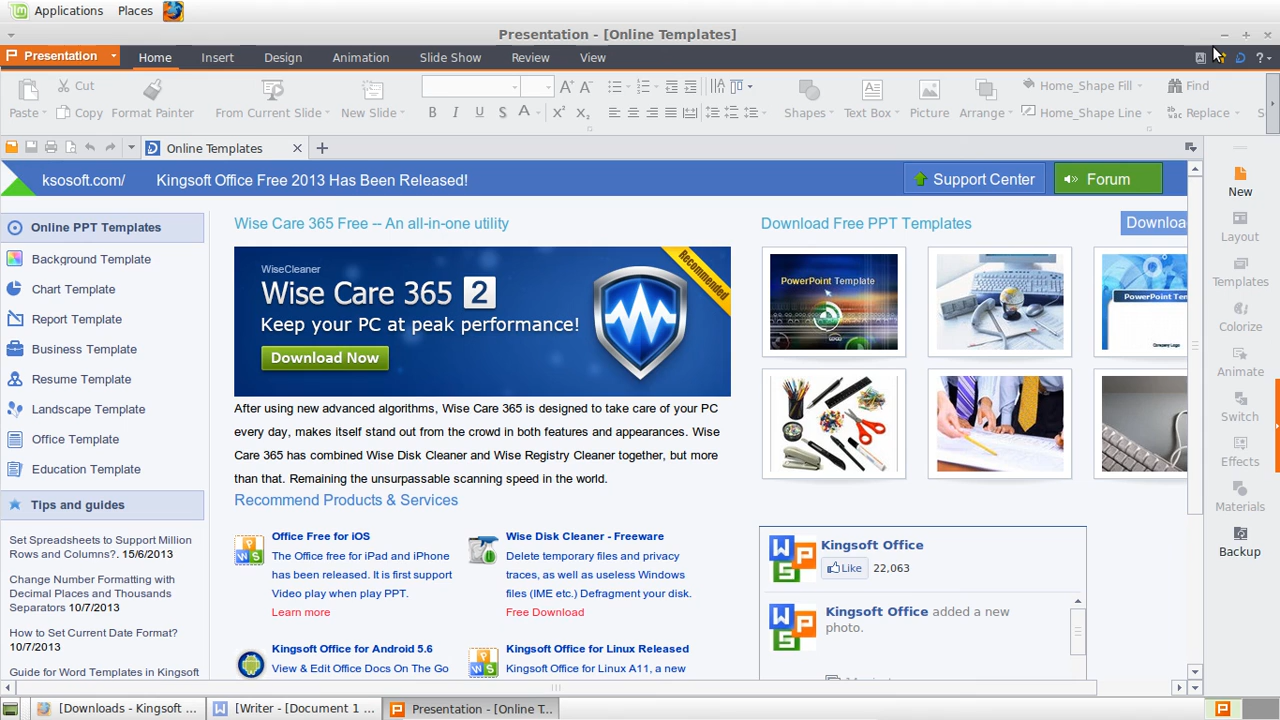 Applications Places
Presentation - [Online Templates]
Presentation Home Insert Design Animation Slide Show Review View
Paste Cut Copy Format Painter From Current Slide New Slide B I U S A X² X₂ Shapes Text Box Picture Arrange Home_Shape Fill Home_Shape Line Find Replace
Online Templates
ksosoft.com/ Kingsoft Office Free 2013 Has Been Released! Support Center Forum
Online PPT Templates
Background Template
Chart Template
Report Template
Business Template
Resume Template
Landscape Template
Office Template
Education Template
Tips and guides
Set Spreadsheets to Support Million
Rows and Columns?. 15/6/2013
Change Number Formatting with
Decimal Places and Thousands
Separators 10/7/2013
How to Set Current Date Format?
10/7/2013
Guide for Word Templates in Kingsoft
Wise Care 365 Free -- An all-in-one utility
WiseCleaner
Wise Care 365 2
Keep your PC at peak performance!
Download Now
Recommended
After using new advanced algorithms, Wise Care 365 is designed to take care of your PC
every day, makes itself stand out from the crowd in both features and appearances. Wise
Care 365 has combined Wise Disk Cleaner and Wise Registry Cleaner together, but more
than that. Remaining the unsurpassable scanning speed in the world.
Recommend Products & Services
Office Free for iOS
The Office free for iPad and iPhone
has been released. It is first support
Video play when play PPT.
Learn more
Wise Disk Cleaner - Freeware
Delete temporary files and privacy
traces, as well as useless Windows
files (IME etc.) Defragment your disk.
Free Download
Kingsoft Office for Android 5.6
View & Edit Office Docs On The Go
Kingsoft Office for Linux Released
Kingsoft Office for Linux A11, a new
Download Free PPT Templates
Downloa
PowerPoint Template
PowerPoint Tem
Kingsoft Office
Like 22,063
Kingsoft Office added a new
photo.
New
Layout
Templates
Colorize
Animate
Switch
Effects
Materials
Backup
[Downloads - Kingsoft ... [Writer - [Document 1 ... Presentation - [Online T...